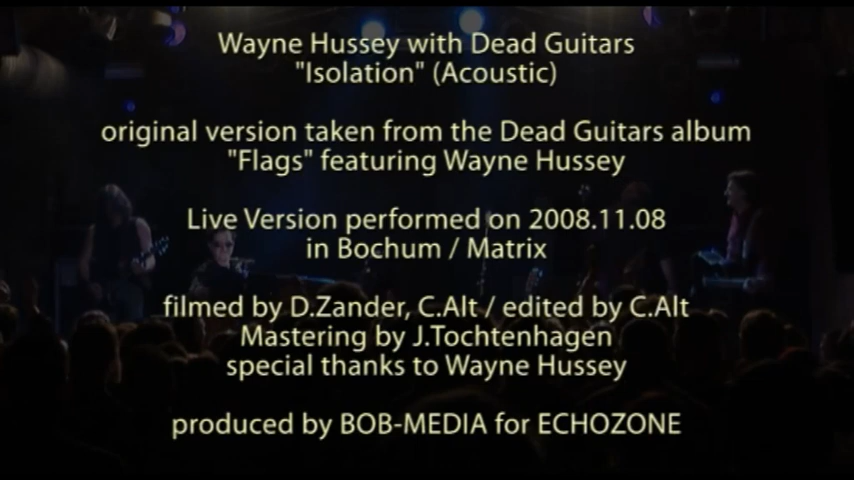 Wayne Hussey with Dead Guitars
"Isolation" (Acoustic)
original version taken from the Dead Guitars album
"Flags" featuring Wayne Hussey
Live Version performed on 2008.11.08
in Bochum / Matrix
filmed by D.Zander, C.Alt / edited by C.Alt
Mastering by J.Tochtenhagen
special thanks to Wayne Hussey
produced by BOB-MEDIA for ECHOZONE